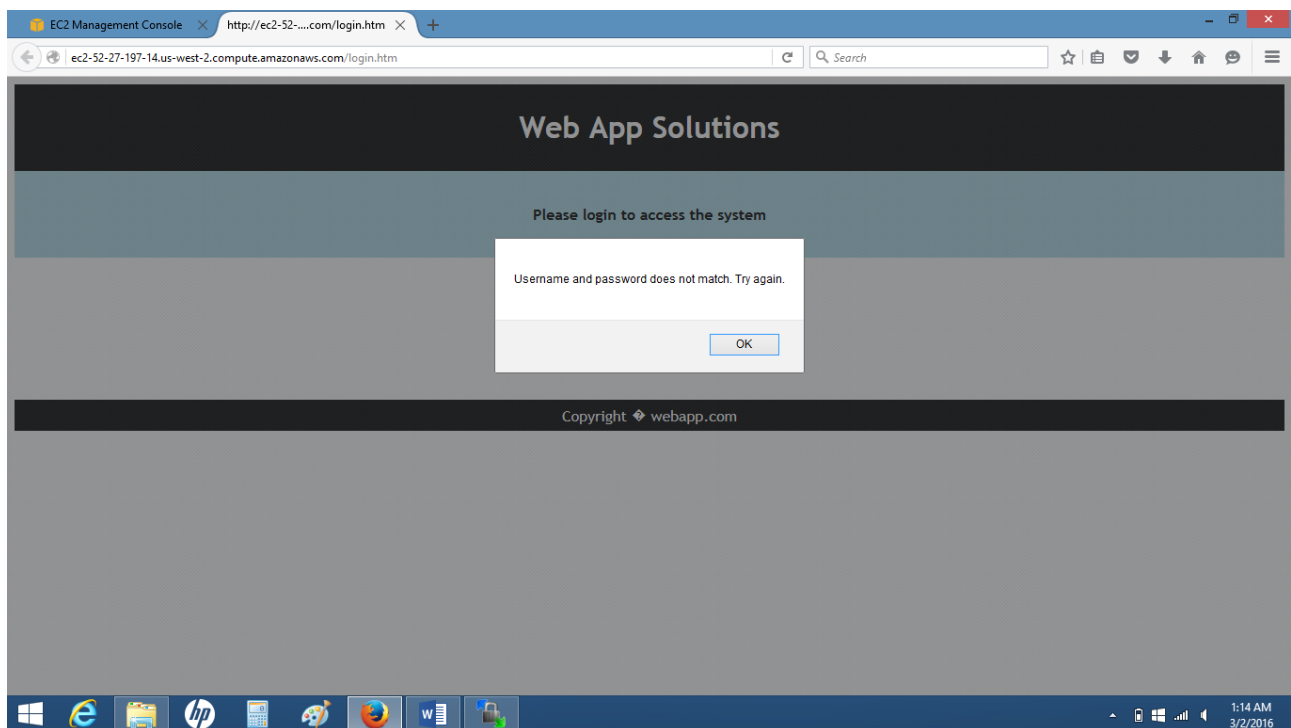 EC2 Management Console
http://ec2-52-....com/login.htm
ec2-52-27-197-14.us-west-2.compute.amazonaws.com/login.htm
Search
Web App Solutions
Please login to access the system
Username and password does not match. Try again.
OK
Copyright � webapp.com
hp
W
1:14 AM
3/2/2016